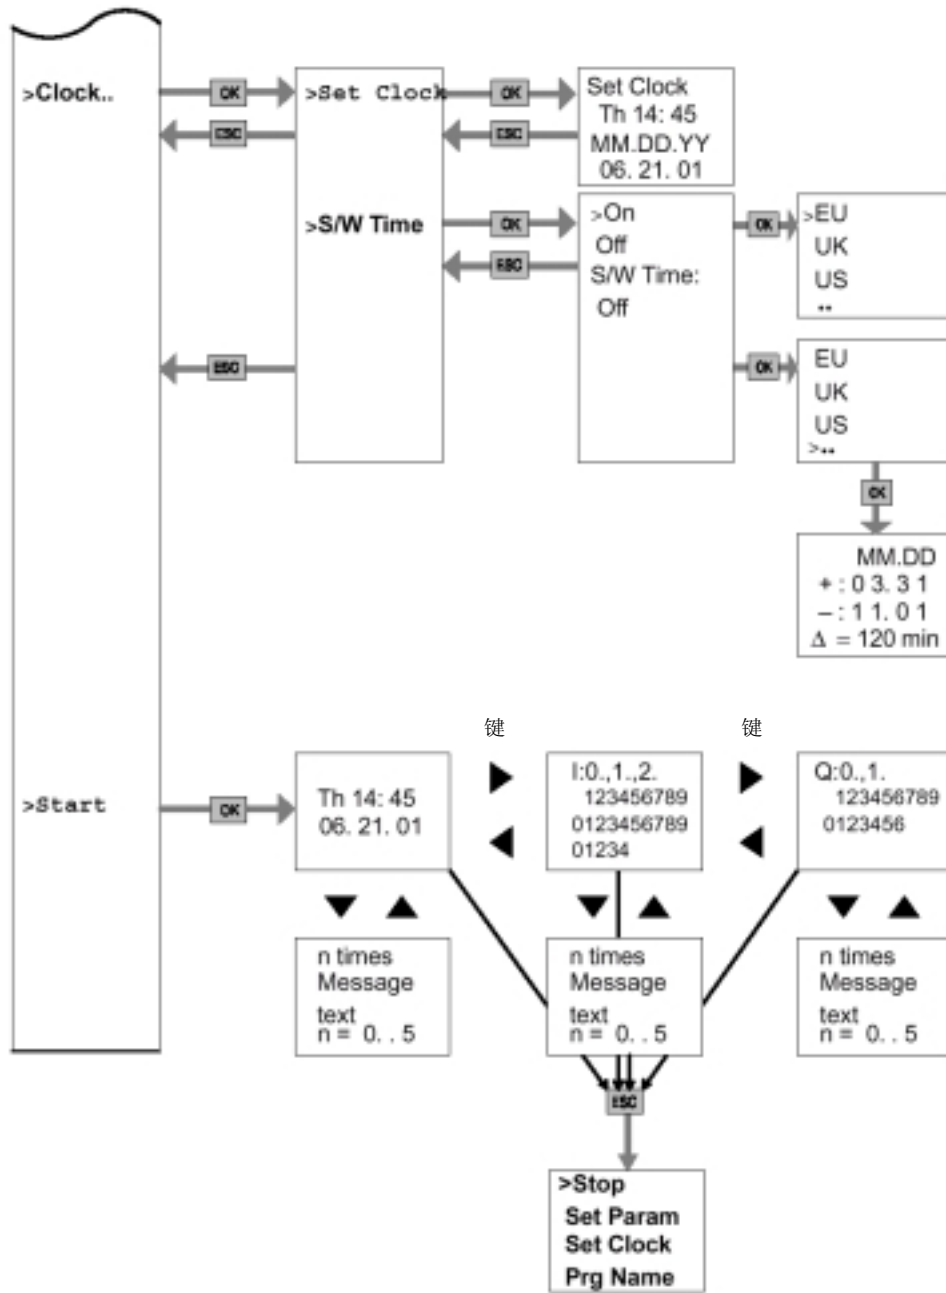 >Clock..
OK
>Set Clock
OK
Set Clock
Th 14: 45
MM.DD.YY
06. 21. 01
ESC
ESC
>S/W Time
OK
>On
Off
S/W Time:
Off
OK
>EU
UK
US
..
ESC
ESC
OK
EU
UK
US
>..
OK
MM.DD
+ : 0 3. 3 1
– : 1 1. 0 1
Δ = 120 min
键
键
>Start
OK
Th 14: 45
06. 21. 01
I:0.,1.,2.
123456789
0123456789
01234
Q:0.,1.
123456789
0123456
n times
Message
text
n = 0. . 5
n times
Message
text
n = 0. . 5
n times
Message
text
n = 0. . 5
ESC
>Stop
Set Param
Set Clock
Prg Name